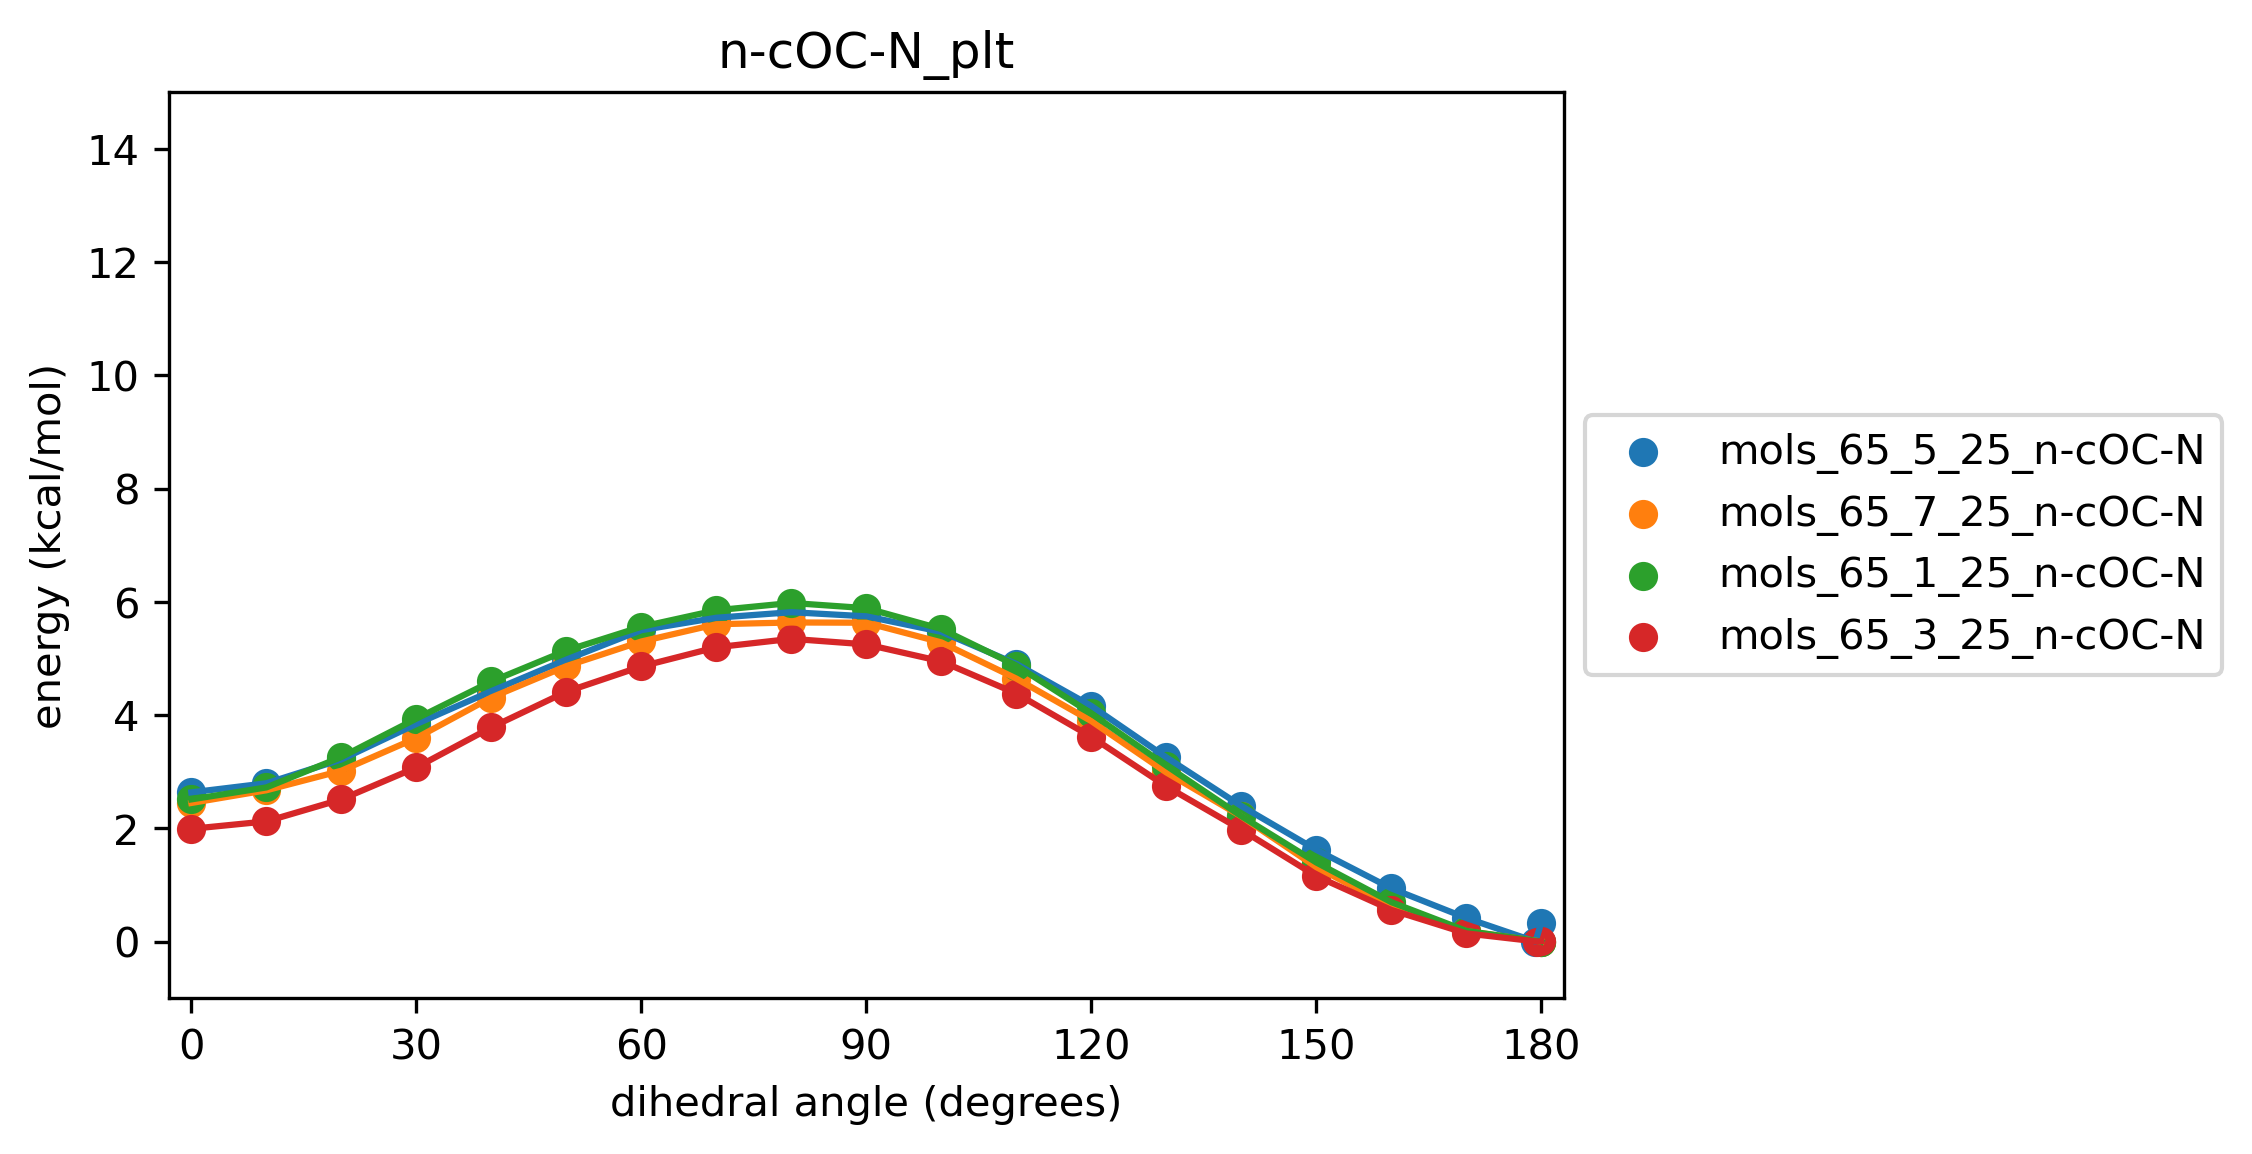 n-cOC-N_plt
energy (kcal/mol)
14
12
10
8
6
4
2
0
0 30 60 90 120 150 180
dihedral angle (degrees)
mols_65_5_25_n-cOC-N
mols_65_7_25_n-cOC-N
mols_65_1_25_n-cOC-N
mols_65_3_25_n-cOC-N